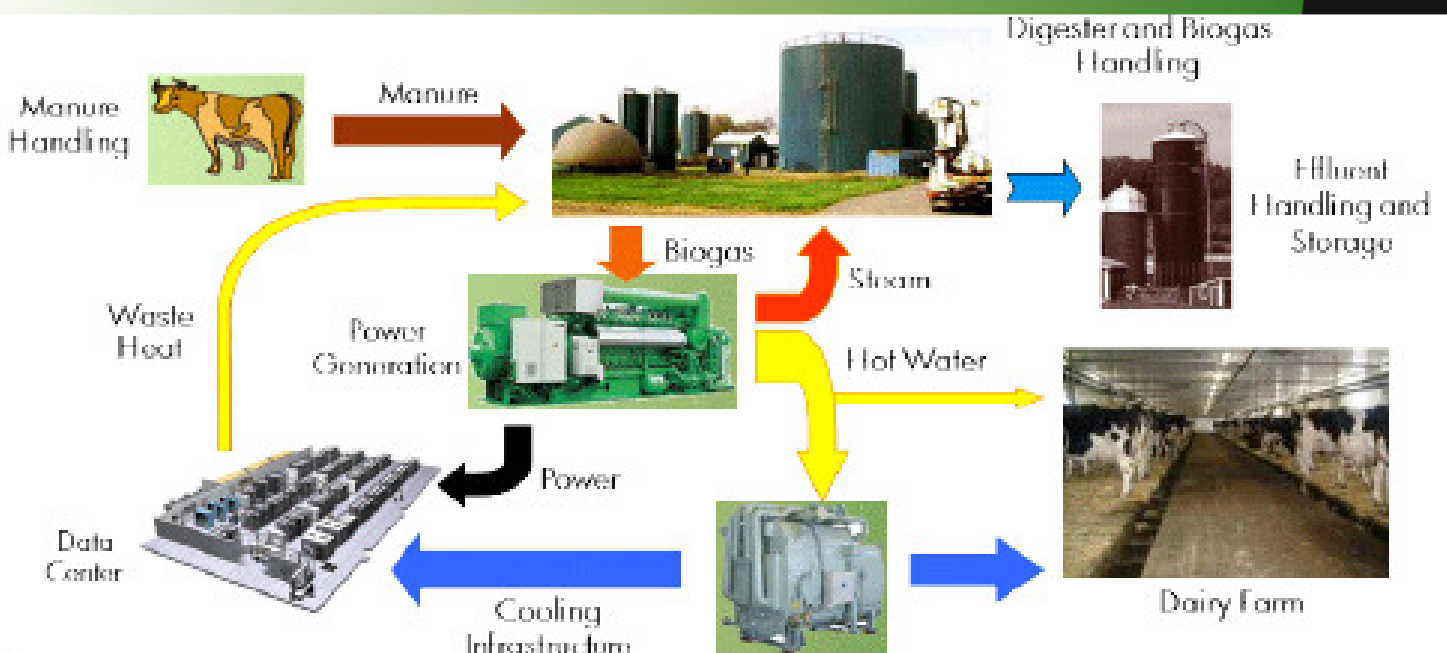 Digester and Biogas
Handling
Manure
Handling
Manure
Effluent
Handling and
Storage
Biogas
Steam
Waste
Heat
Power
Generation
Hot Water
Power
Data
Center
Cooling
Infrastructure
Dairy Farm